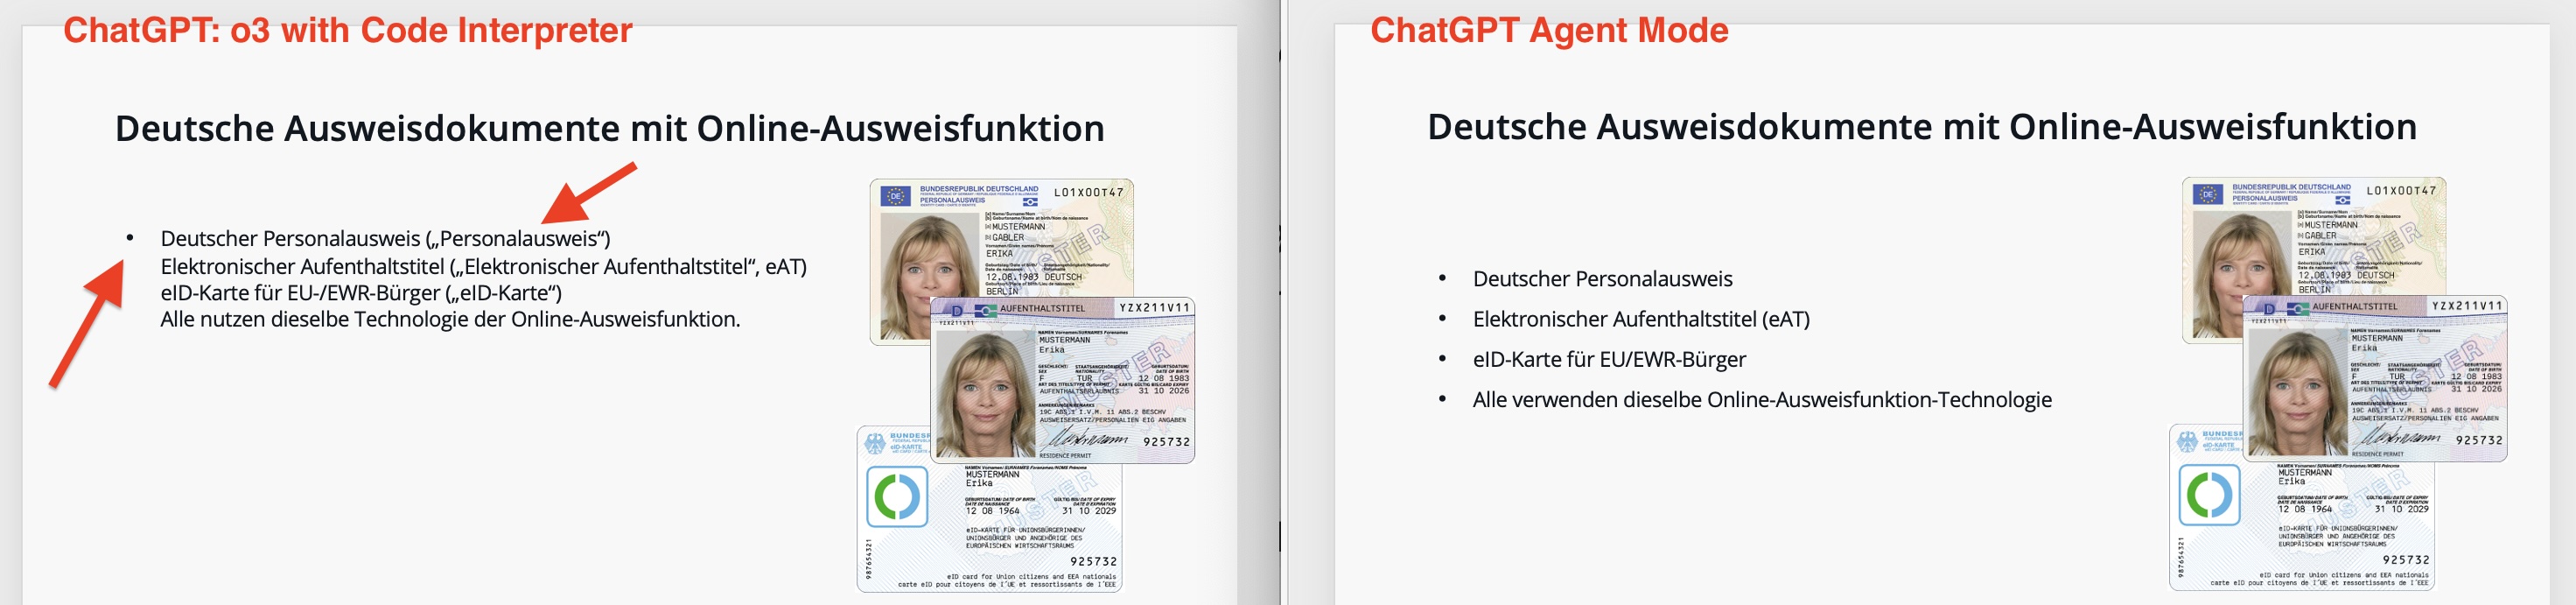 ChatGPT: o3 with Code Interpreter
Deutsche Ausweisdokumente mit Online-Ausweisfunktion
• Deutscher Personalausweis („Personalausweis“)
Elektronischer Aufenthaltstitel („Elektronischer Aufenthaltstitel“, eAT)
eID-Karte für EU-/EWR-Bürger („eID-Karte“)
Alle nutzen dieselbe Technologie der Online-Ausweisfunktion.
DE
BUNDESREPUBLIK DEUTSCHLAND
L01X00T47
PERSONALAUSWEIS
MUSTERMANN
GABLER
ERIKA
12.08.1983 DEUTSCH
BERLIN
D
AUFENTHALTSTITEL
YZX211V11
YZX211V11
MUSTERMANN
Erika
MUSTER
F TUR 12 08 1983
AUFENTHALTSERLAUBNIS 31 10 2026
19C ABS.1 I.V.M. 11 ABS.2 BESCHV
AUSWEISERSATZ/PERSONALIEN EIG ANGABEN
925732
RESIDENCE PERMIT
eID-KARTE
MUSTERMANN
Erika
MUSTER
12 08 1964 31 10 2029
eID-KARTE FÜR UNIONSBÜRGERINNEN/
UNIONSBÜRGER UND ANGEHÖRIGE DES
EUROPÄISCHEN WIRTSCHAFTSRAUMS
987654321
925732
eID card for Union citizens and EEA nationals
carte eID pour citoyens de l'UE et ressortissants de l'EEE
ChatGPT Agent Mode
Deutsche Ausweisdokumente mit Online-Ausweisfunktion
• Deutscher Personalausweis
• Elektronischer Aufenthaltstitel (eAT)
• eID-Karte für EU/EWR-Bürger
• Alle verwenden dieselbe Online-Ausweisfunktion-Technologie
DE
BUNDESREPUBLIK DEUTSCHLAND
L01X00T47
PERSONALAUSWEIS
MUSTERMANN
GABLER
ERIKA
12.08.1983 DEUTSCH
BERLIN
D
AUFENTHALTSTITEL
YZX211V11
YZX211V11
MUSTERMANN
Erika
MUSTER
F TUR 12 08 1983
AUFENTHALTSERLAUBNIS 31 10 2026
19C ABS.1 I.V.M. 11 ABS.2 BESCHV
AUSWEISERSATZ/PERSONALIEN EIG ANGABEN
925732
RESIDENCE PERMIT
eID-KARTE
MUSTERMANN
Erika
MUSTER
12 08 1964 31 10 2029
eID-KARTE FÜR UNIONSBÜRGERINNEN/
UNIONSBÜRGER UND ANGEHÖRIGE DES
EUROPÄISCHEN WIRTSCHAFTSRAUMS
987654321
925732
eID card for Union citizens and EEA nationals
carte eID pour citoyens de l'UE et ressortissants de l'EEE